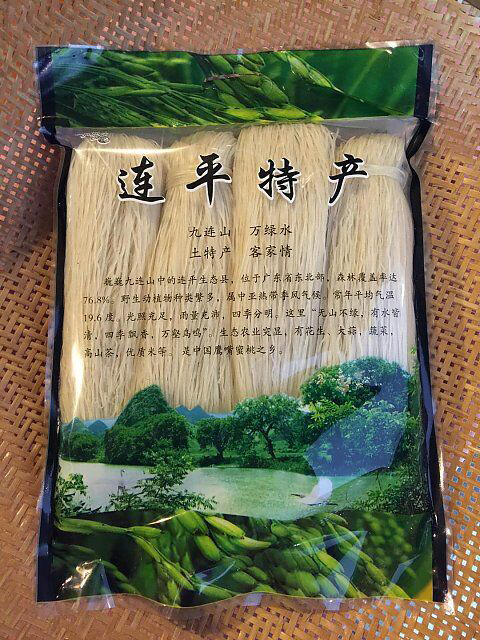 连平特产
九连山 万绿水
土特产 客家情
巍巍九连山中的连平生态县，位于广东省东北部，森林覆盖率达
76.8%。野生动植物种类繁多，属中亚热带季风气候。常年平均气温
19.6度。光照充足，雨量充沛，四季分明。这里“无山不绿，有水皆
清，四季飘香，万壑鸟鸣”。生态农业突显，有花生、大蒜，蔬菜，
高山茶，优质米等。是中国鹰嘴蜜桃之乡。